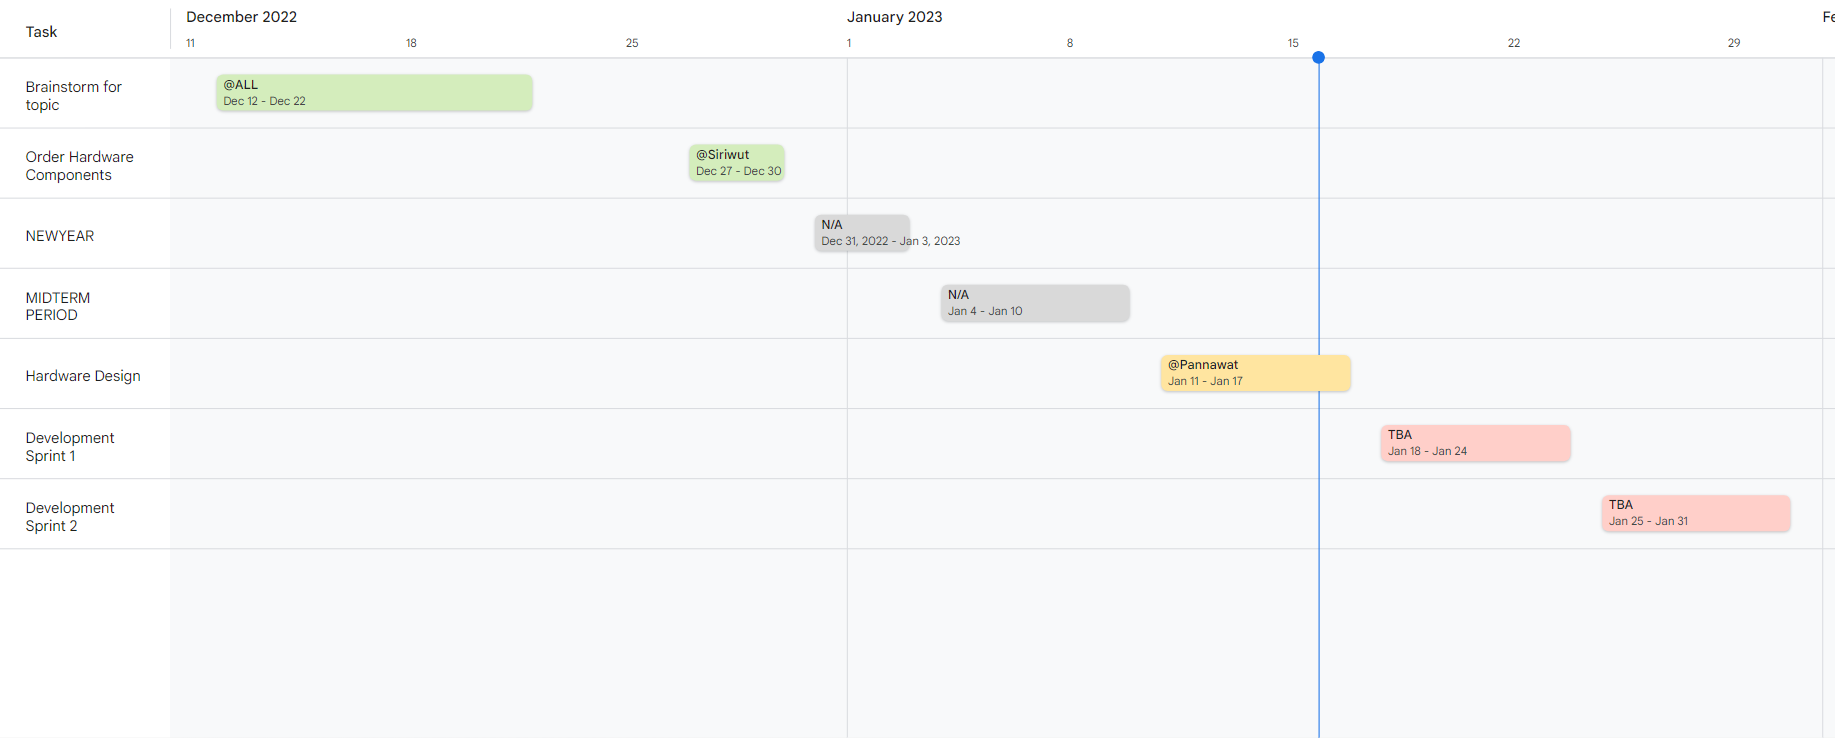 Task
December 2022
January 2023
Fe
11
18
25
1
8
15
22
29
Brainstorm for
topic
@ALL
Dec 12 - Dec 22
Order Hardware
Components
@Siriwut
Dec 27 - Dec 30
NEWYEAR
N/A
Dec 31, 2022 - Jan 3, 2023
MIDTERM
PERIOD
N/A
Jan 4 - Jan 10
Hardware Design
@Pannawat
Jan 11 - Jan 17
Development
Sprint 1
TBA
Jan 18 - Jan 24
Development
Sprint 2
TBA
Jan 25 - Jan 31